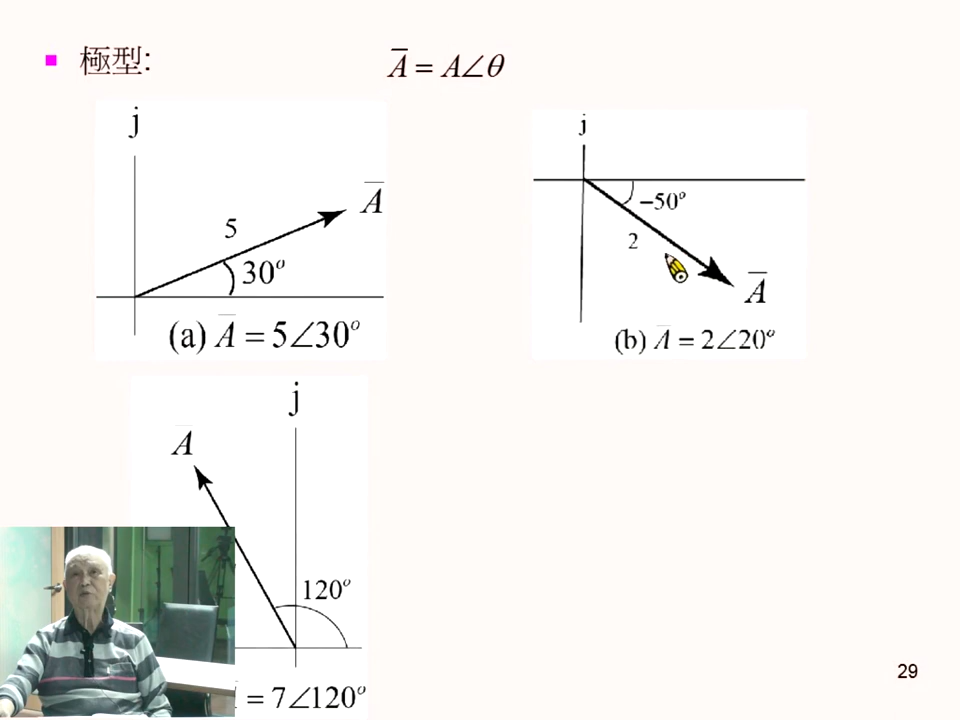 極型:
A̅ = A∠θ
j
A̅
5
30°
(a) A̅ = 5∠30°
j
−50°
2
A̅
(b) A̅ = 2∠20°
j
A̅
120°
= 7∠120°
29